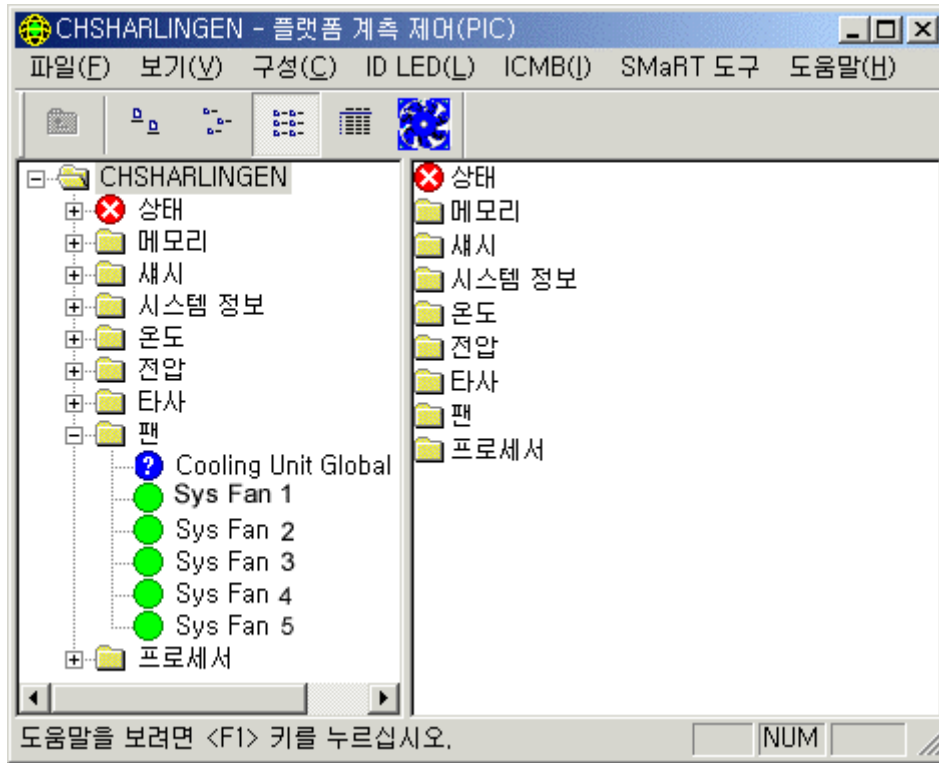 CHSHARLINGEN - 플랫폼 계측 제어(PIC)
파일(F) 보기(V) 구성(C) ID LED(L) ICMB(I) SMaRT 도구 도움말(H)
CHSHARLINGEN
상태
메모리
섀시
시스템 정보
온도
전압
타사
팬
Cooling Unit Global
Sys Fan 1
Sys Fan 2
Sys Fan 3
Sys Fan 4
Sys Fan 5
프로세서
상태
메모리
섀시
시스템 정보
온도
전압
타사
팬
프로세서
도움말을 보려면 <F1> 키를 누르십시오. NUM